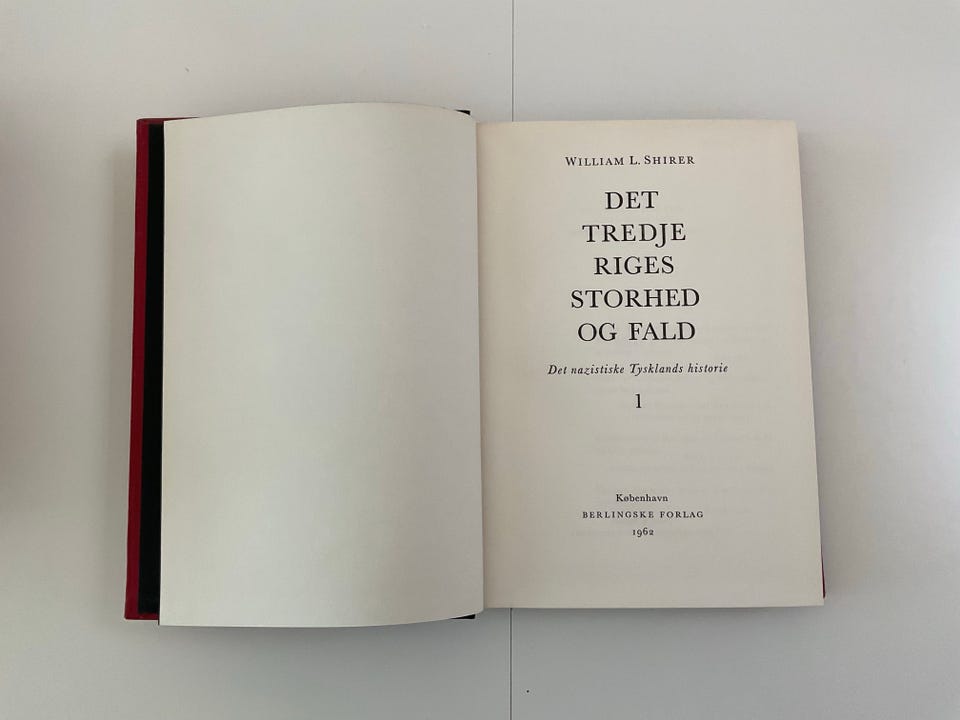 WILLIAM L. SHIRER
DET
TREDJE
RIGES
STORHED
OG FALD
Det nazistiske Tysklands historie
1
København
BERLINGSKE FORLAG
1962